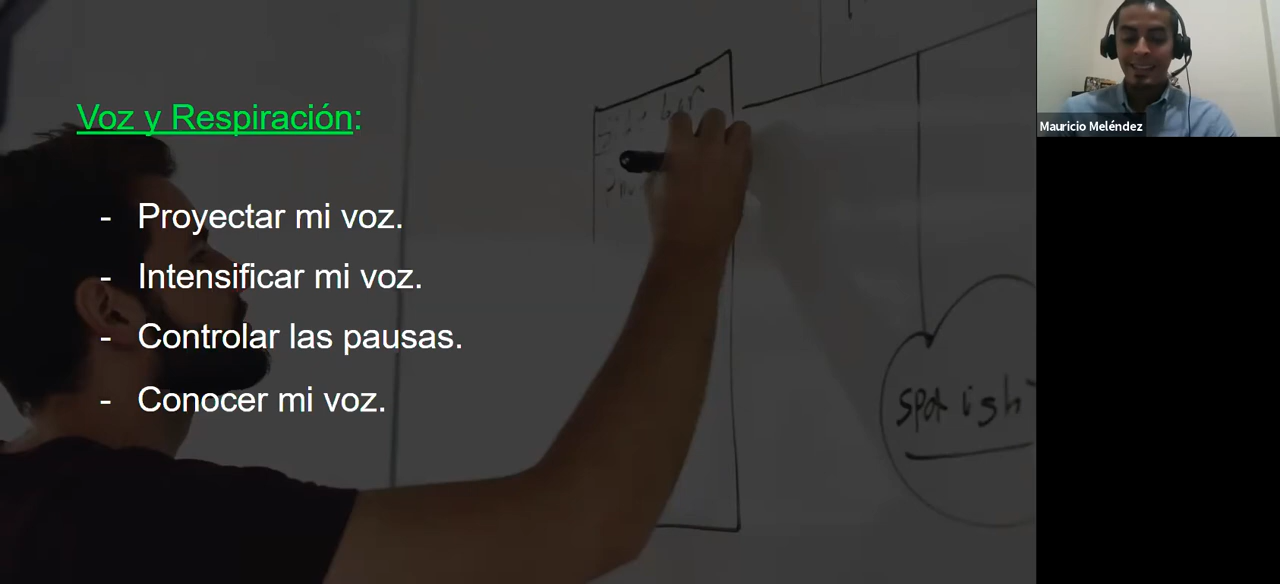 Voz y Respiración:
- Proyectar mi voz.
- Intensificar mi voz.
- Controlar las pausas.
- Conocer mi voz.
Mauricio Meléndez